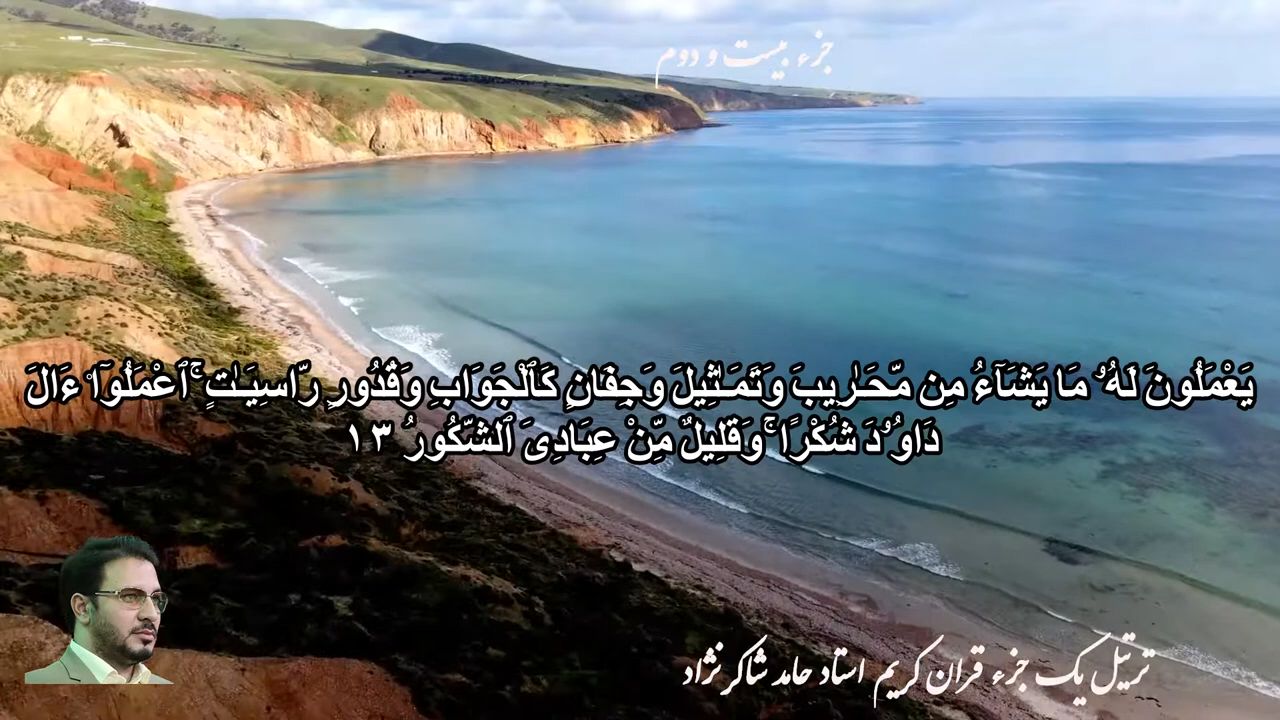 جزء بیست و دوم
يَعْمَلُونَ لَهُۥ مَا يَشَآءُ مِن مَّحَٰرِيبَ وَتَمَٰثِيلَ وَجِفَانٍ كَٱلْجَوَابِ وَقُدُورٍ رَّاسِيَٰتٍ ۚ ٱعْمَلُوٓا۟ ءَالَ
دَاوُۥدَ شُكْرًا ۚ وَقَلِيلٌ مِّنْ عِبَادِىَ ٱلشَّكُورُ ١٣
ترتیل یک جزء قران کریم استاد حامد شاکرنژاد